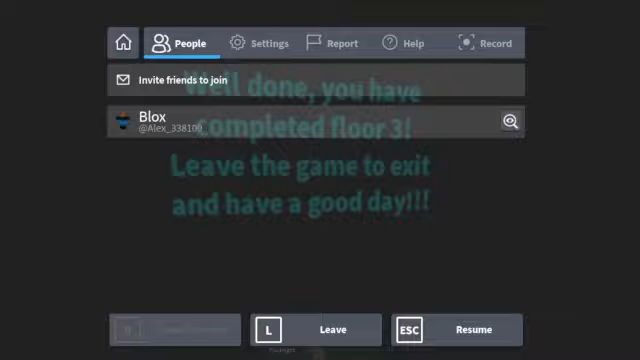 People
Settings
Report
Help
Record
Invite friends to join
Well done, you have
Blox
@Alex_338100
completed floor 3!
Leave the game to exit
and have a good day!!!
L
Leave
ESC
Resume